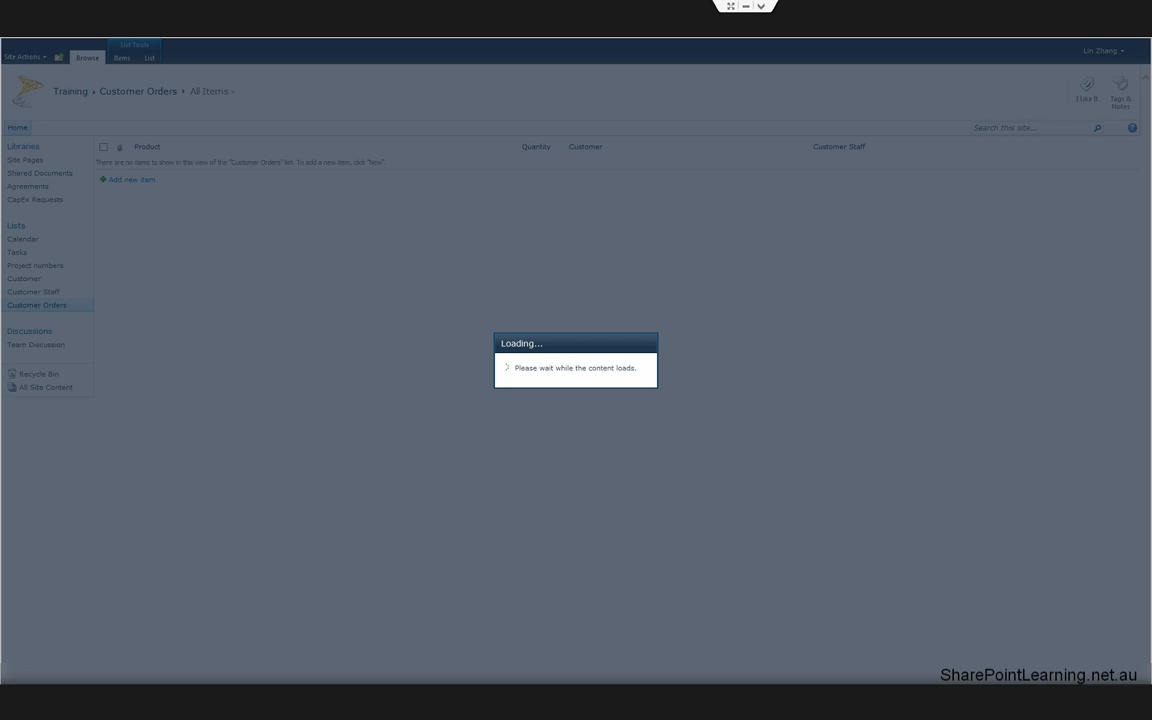 List Tools
Site Actions
Browse
Items
List
Lin Zhang
Training
Customer Orders
All Items
I Like It
Tags & Notes
Home
Search this site...
Libraries
Site Pages
Shared Documents
Agreements
CapEx Requests
Lists
Calendar
Tasks
Project numbers
Customer
Customer Staff
Customer Orders
Discussions
Team Discussion
Recycle Bin
All Site Content
Product
Quantity
Customer
Customer Staff
There are no items to show in this view of the "Customer Orders" list. To add a new item, click "New".
Add new item
Loading...
Please wait while the content loads.
SharePointLearning.net.au